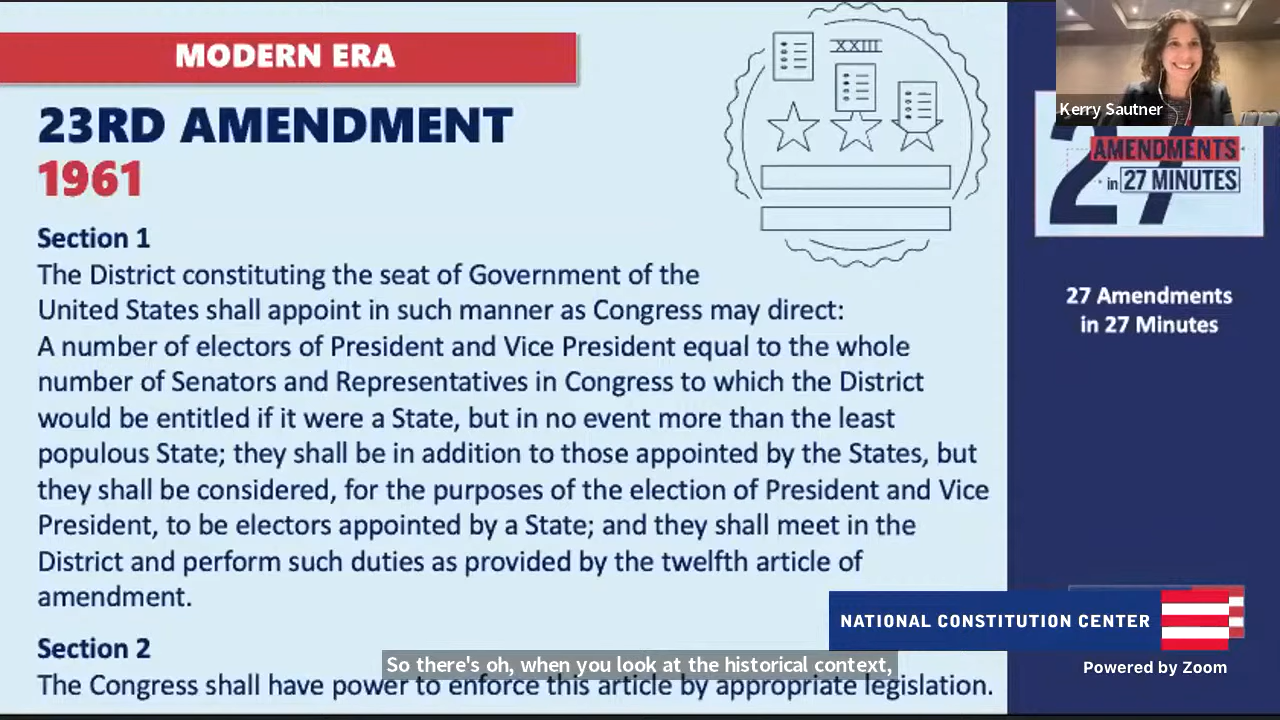 MODERN ERA
23RD AMENDMENT
1961
Section 1
The District constituting the seat of Government of the
United States shall appoint in such manner as Congress may direct:
A number of electors of President and Vice President equal to the whole
number of Senators and Representatives in Congress to which the District
would be entitled if it were a State, but in no event more than the least
populous State; they shall be in addition to those appointed by the States, but
they shall be considered, for the purposes of the election of President and Vice
President, to be electors appointed by a State; and they shall meet in the
District and perform such duties as provided by the twelfth article of
amendment.
Section 2
The Congress shall have power to enforce this article by appropriate legislation.
XXIII
Kerry Sautner
27
AMENDMENTS
in 27 MINUTES
27 Amendments
in 27 Minutes
NATIONAL CONSTITUTION CENTER
Powered by Zoom
So there's oh, when you look at the historical context,